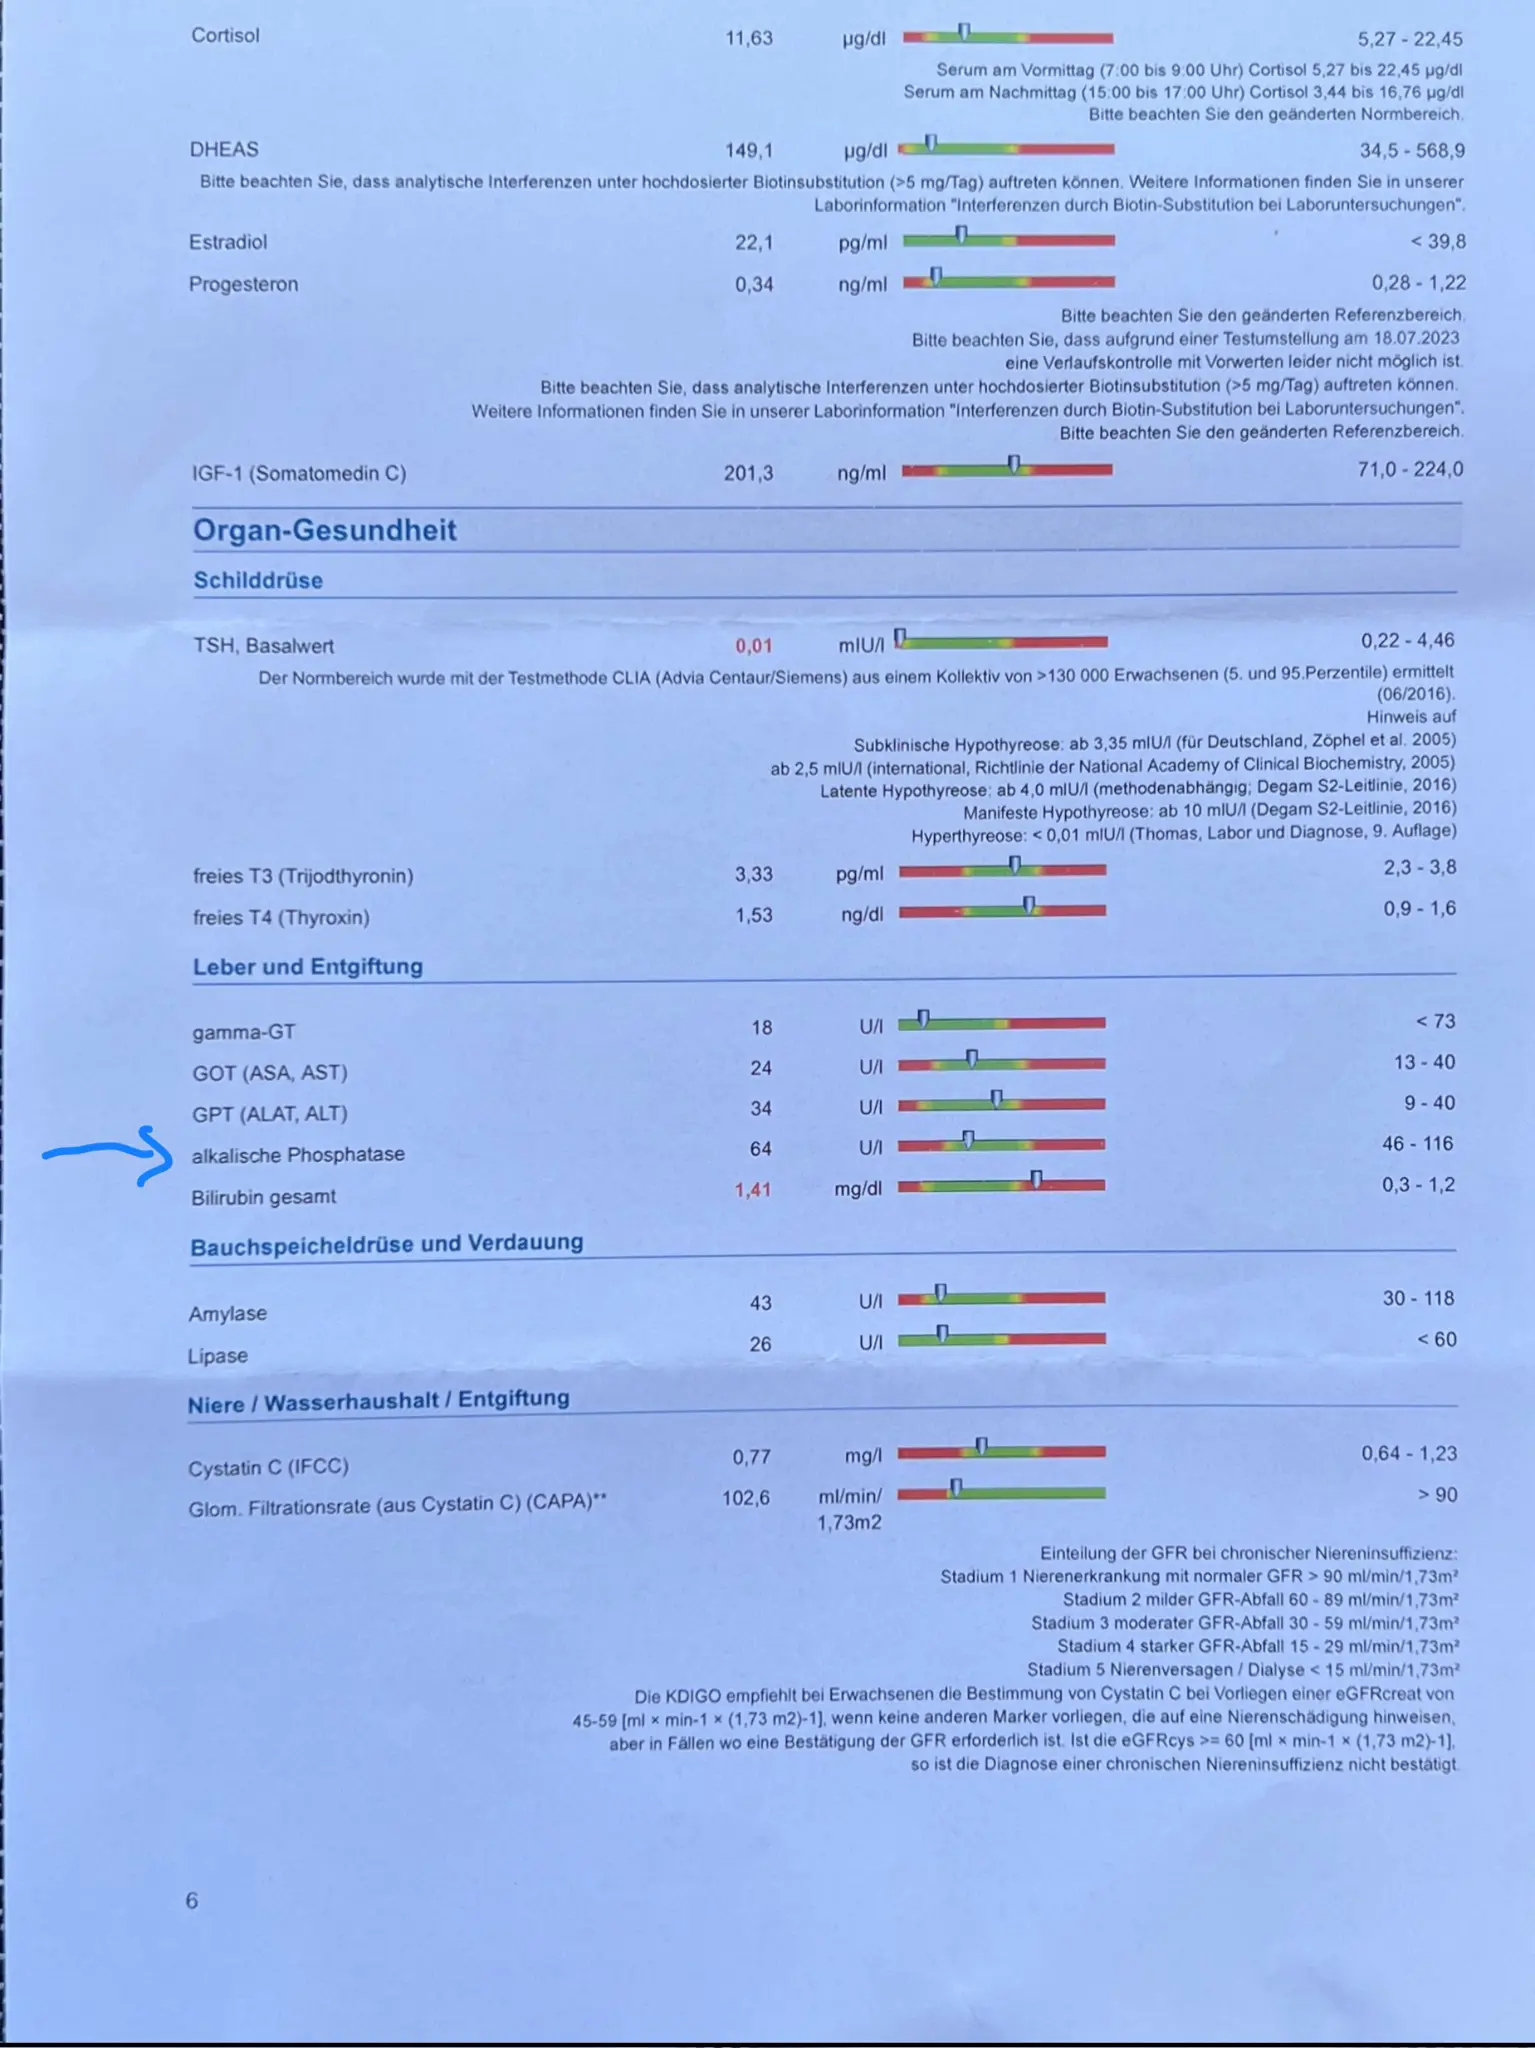 Cortisol 11,63 µg/dl 5,27 - 22,45
Serum am Vormittag (7:00 bis 9:00 Uhr) Cortisol 5,27 bis 22,45 µg/dl
Serum am Nachmittag (15:00 bis 17:00 Uhr) Cortisol 3,44 bis 16,76 µg/dl
Bitte beachten Sie den geänderten Normbereich.
DHEAS 149,1 µg/dl 34,5 - 568,9
Bitte beachten Sie, dass analytische Interferenzen unter hochdosierter Biotinsubstitution (>5 mg/Tag) auftreten können. Weitere Informationen finden Sie in unserer
Laborinformation "Interferenzen durch Biotin-Substitution bei Laboruntersuchungen".
Estradiol 22,1 pg/ml < 39,8
Progesteron 0,34 ng/ml 0,28 - 1,22
Bitte beachten Sie den geänderten Referenzbereich.
Bitte beachten Sie, dass aufgrund einer Testumstellung am 18.07.2023
eine Verlaufskontrolle mit Vorwerten leider nicht möglich ist.
Bitte beachten Sie, dass analytische Interferenzen unter hochdosierter Biotinsubstitution (>5 mg/Tag) auftreten können.
Weitere Informationen finden Sie in unserer Laborinformation "Interferenzen durch Biotin-Substitution bei Laboruntersuchungen".
Bitte beachten Sie den geänderten Referenzbereich.
IGF-1 (Somatomedin C) 201,3 ng/ml 71,0 - 224,0
Organ-Gesundheit
Schilddrüse
TSH, Basalwert 0,01 mIU/l 0,22 - 4,46
Der Normbereich wurde mit der Testmethode CLIA (Advia Centaur/Siemens) aus einem Kollektiv von >130 000 Erwachsenen (5. und 95.Perzentile) ermittelt
(06/2016).
Hinweis auf
Subklinische Hypothyreose: ab 3,35 mIU/l (für Deutschland, Zöphel et al. 2005)
ab 2,5 mIU/l (international, Richtlinie der National Academy of Clinical Biochemistry, 2005)
Latente Hypothyreose: ab 4,0 mIU/l (methodenabhängig; Degam S2-Leitlinie, 2016)
Manifeste Hypothyreose: ab 10 mIU/l (Degam S2-Leitlinie, 2016)
Hyperthyreose: < 0,01 mIU/l (Thomas, Labor und Diagnose, 9. Auflage)
freies T3 (Trijodthyronin) 3,33 pg/ml 2,3 - 3,8
freies T4 (Thyroxin) 1,53 ng/dl 0,9 - 1,6
Leber und Entgiftung
gamma-GT 18 U/l < 73
GOT (ASA, AST) 24 U/l 13 - 40
GPT (ALAT, ALT) 34 U/l 9 - 40
alkalische Phosphatase 64 U/l 46 - 116
Bilirubin gesamt 1,41 mg/dl 0,3 - 1,2
Bauchspeicheldrüse und Verdauung
Amylase 43 U/l 30 - 118
Lipase 26 U/l < 60
Niere / Wasserhaushalt / Entgiftung
Cystatin C (IFCC) 0,77 mg/l 0,64 - 1,23
Glom. Filtrationsrate (aus Cystatin C) (CAPA)** 102,6 ml/min/ > 90
1,73m2
Einteilung der GFR bei chronischer Niereninsuffizienz:
Stadium 1 Nierenerkrankung mit normaler GFR > 90 ml/min/1,73m²
Stadium 2 milder GFR-Abfall 60 - 89 ml/min/1,73m²
Stadium 3 moderater GFR-Abfall 30 - 59 ml/min/1,73m²
Stadium 4 starker GFR-Abfall 15 - 29 ml/min/1,73m²
Stadium 5 Nierenversagen / Dialyse < 15 ml/min/1,73m²
Die KDIGO empfiehlt bei Erwachsenen die Bestimmung von Cystatin C bei Vorliegen einer eGFRcreat von
45-59 [ml × min-1 × (1,73 m2)-1], wenn keine anderen Marker vorliegen, die auf eine Nierenschädigung hinweisen,
aber in Fällen wo eine Bestätigung der GFR erforderlich ist. Ist die eGFRcys >= 60 [ml × min-1 × (1,73 m2)-1],
so ist die Diagnose einer chronischen Niereninsuffizienz nicht bestätigt.
6